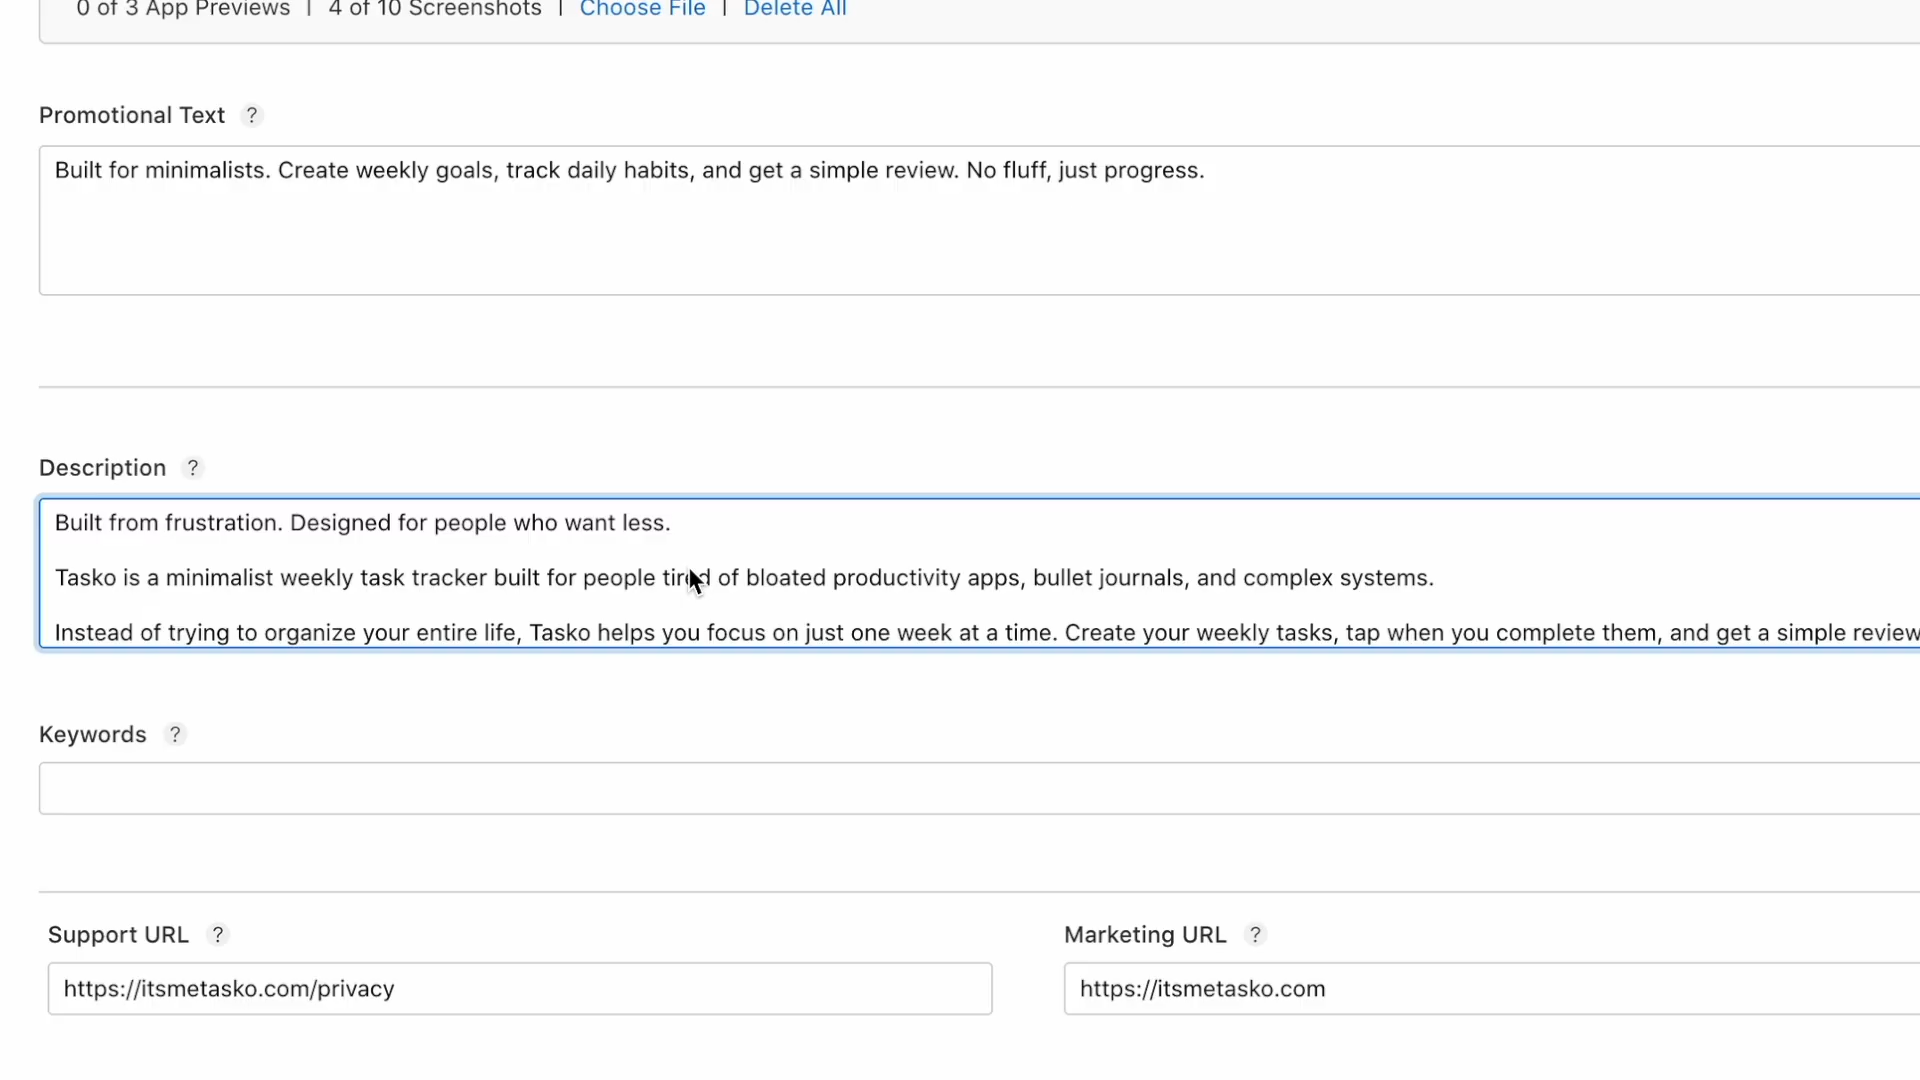 0 of 3 App Previews | 4 of 10 Screenshots | Choose File | Delete All
Promotional Text ?
Built for minimalists. Create weekly goals, track daily habits, and get a simple review. No fluff, just progress.
Description ?
Built from frustration. Designed for people who want less.
Tasko is a minimalist weekly task tracker built for people tired of bloated productivity apps, bullet journals, and complex systems.
Instead of trying to organize your entire life, Tasko helps you focus on just one week at a time. Create your weekly tasks, tap when you complete them, and get a simple review
Keywords ?
Support URL ?
Marketing URL ?
https://itsmetasko.com/privacy
https://itsmetasko.com